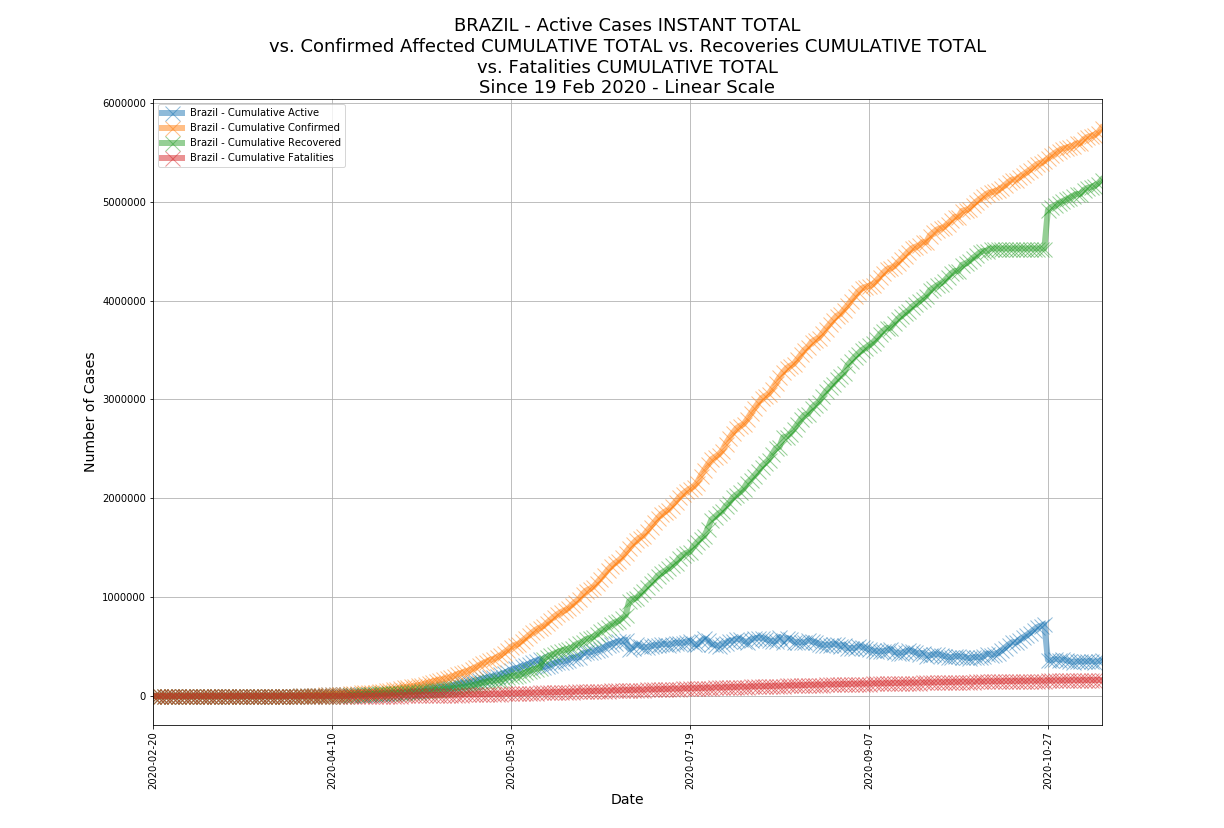 BRAZIL - Active Cases INSTANT TOTAL
vs. Confirmed Affected CUMULATIVE TOTAL vs. Recoveries CUMULATIVE TOTAL
vs. Fatalities CUMULATIVE TOTAL
Since 19 Feb 2020 - Linear Scale
Brazil - Cumulative Active
Brazil - Cumulative Confirmed
Brazil - Cumulative Recovered
Brazil - Cumulative Fatalities
Number of Cases
6000000
5000000
4000000
3000000
2000000
1000000
0
2020-02-20
2020-04-10
2020-05-30
2020-07-19
2020-09-07
2020-10-27
Date